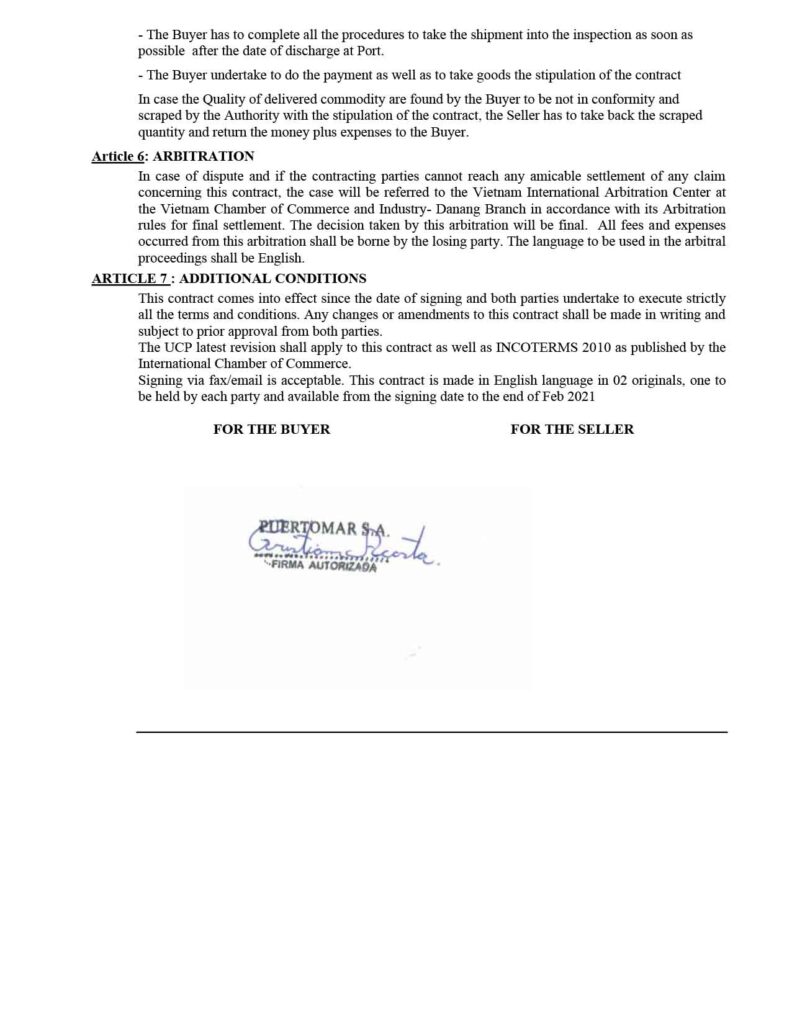 - The Buyer has to complete all the procedures to take the shipment into the inspection as soon as
possible after the date of discharge at Port.
- The Buyer undertake to do the payment as well as to take goods the stipulation of the contract
In case the Quality of delivered commodity are found by the Buyer to be not in conformity and
scraped by the Authority with the stipulation of the contract, the Seller has to take back the scraped
quantity and return the money plus expenses to the Buyer.
Article 6: ARBITRATION
In case of dispute and if the contracting parties cannot reach any amicable settlement of any claim
concerning this contract, the case will be referred to the Vietnam International Arbitration Center at
the Vietnam Chamber of Commerce and Industry- Danang Branch in accordance with its Arbitration
rules for final settlement. The decision taken by this arbitration will be final. All fees and expenses
occurred from this arbitration shall be borne by the losing party. The language to be used in the arbitral
proceedings shall be English.
ARTICLE 7 : ADDITIONAL CONDITIONS
This contract comes into effect since the date of signing and both parties undertake to execute strictly
all the terms and conditions. Any changes or amendments to this contract shall be made in writing and
subject to prior approval from both parties.
The UCP latest revision shall apply to this contract as well as INCOTERMS 2010 as published by the
International Chamber of Commerce.
Signing via fax/email is acceptable. This contract is made in English language in 02 originals, one to
be held by each party and available from the signing date to the end of Feb 2021
FOR THE BUYER FOR THE SELLER
PUERTOMAR S.A.
FIRMA AUTORIZADA